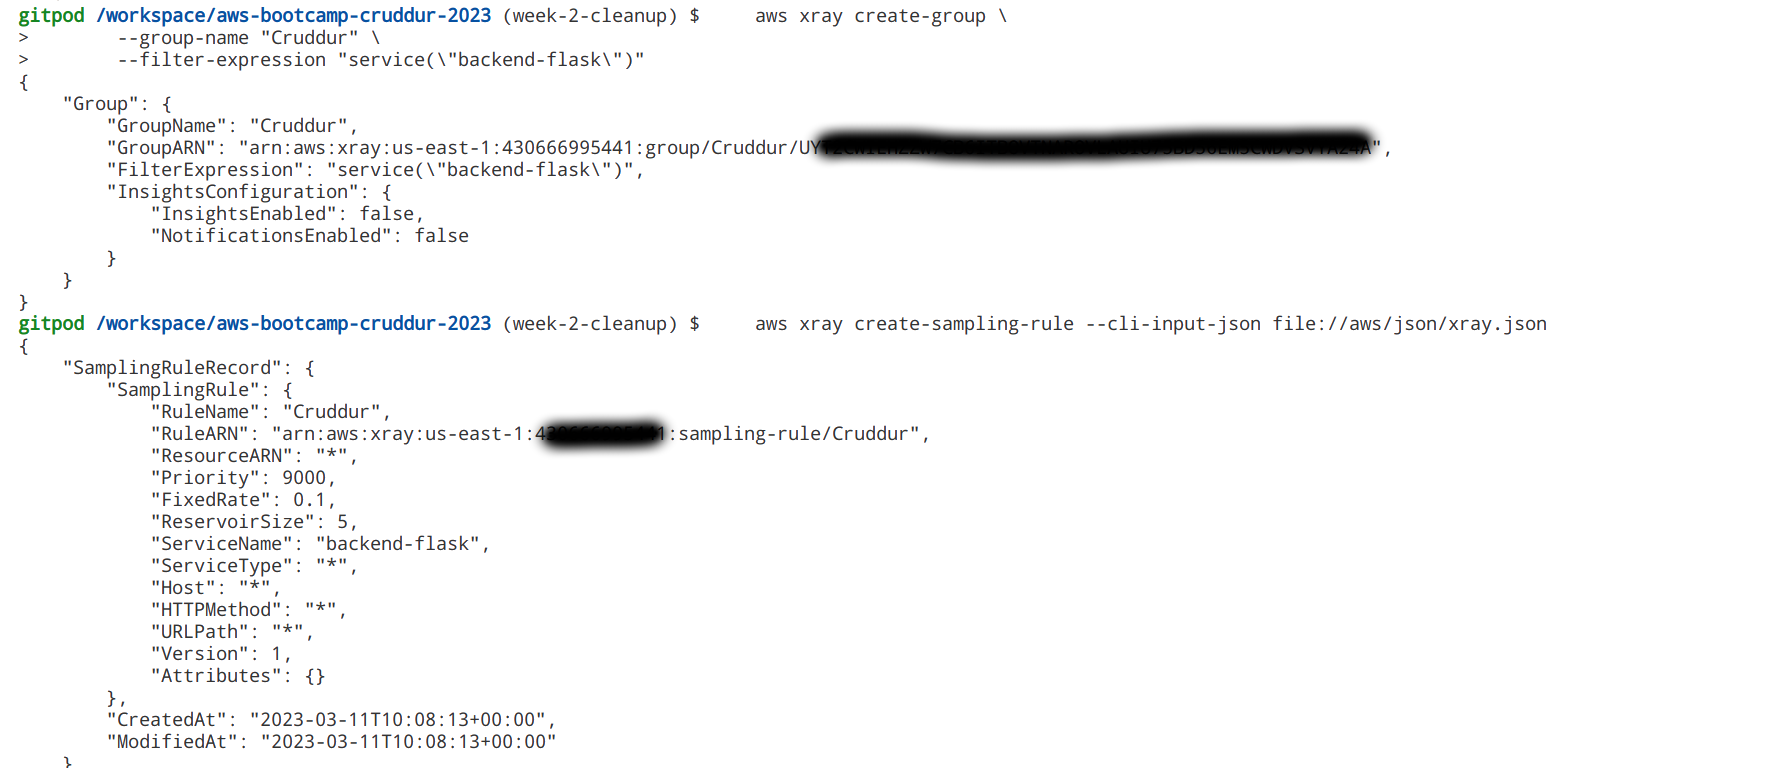 gitpod /workspace/aws-bootcamp-cruddur-2023 (week-2-cleanup) $     aws xray create-group \
>        --group-name "Cruddur" \
>        --filter-expression "service(\"backend-flask\")"
{
    "Group": {
        "GroupName": "Cruddur",
        "GroupARN": "arn:aws:xray:us-east-1:430666995441:group/Cruddur/",
        "FilterExpression": "service(\"backend-flask\")",
        "InsightsConfiguration": {
            "InsightsEnabled": false,
            "NotificationsEnabled": false
        }
    }
}
gitpod /workspace/aws-bootcamp-cruddur-2023 (week-2-cleanup) $     aws xray create-sampling-rule --cli-input-json file://aws/json/xray.json
{
    "SamplingRuleRecord": {
        "SamplingRule": {
            "RuleName": "Cruddur",
            "RuleARN": "arn:aws:xray:us-east-1::sampling-rule/Cruddur",
            "ResourceARN": "*",
            "Priority": 9000,
            "FixedRate": 0.1,
            "ReservoirSize": 5,
            "ServiceName": "backend-flask",
            "ServiceType": "*",
            "Host": "*",
            "HTTPMethod": "*",
            "URLPath": "*",
            "Version": 1,
            "Attributes": {}
        },
        "CreatedAt": "2023-03-11T10:08:13+00:00",
        "ModifiedAt": "2023-03-11T10:08:13+00:00"
    }